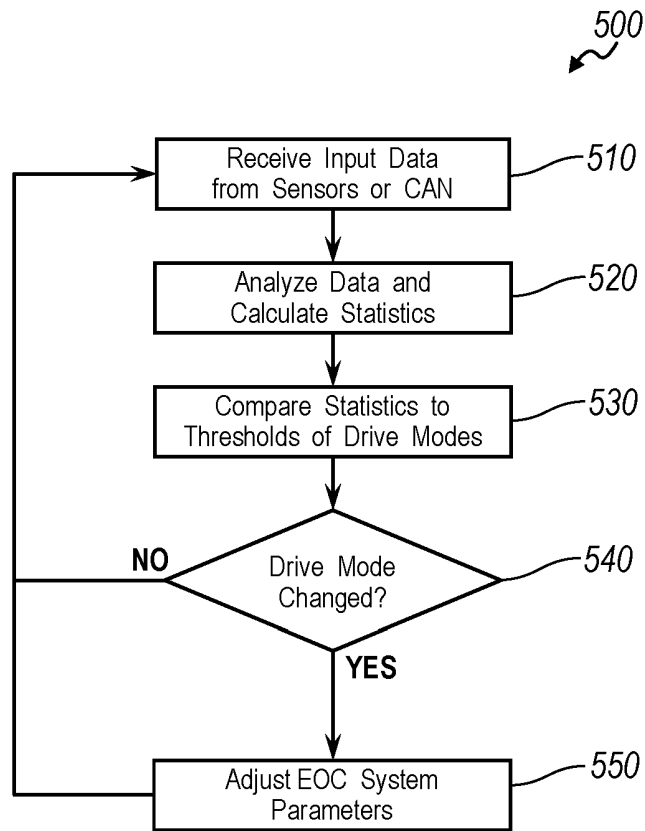 500
Receive Input Data
from Sensors or CAN
510
Analyze Data and
Calculate Statistics
520
Compare Statistics to
Thresholds of Drive Modes
530
Drive Mode
Changed?
540
NO
YES
Adjust EOC System
Parameters
550